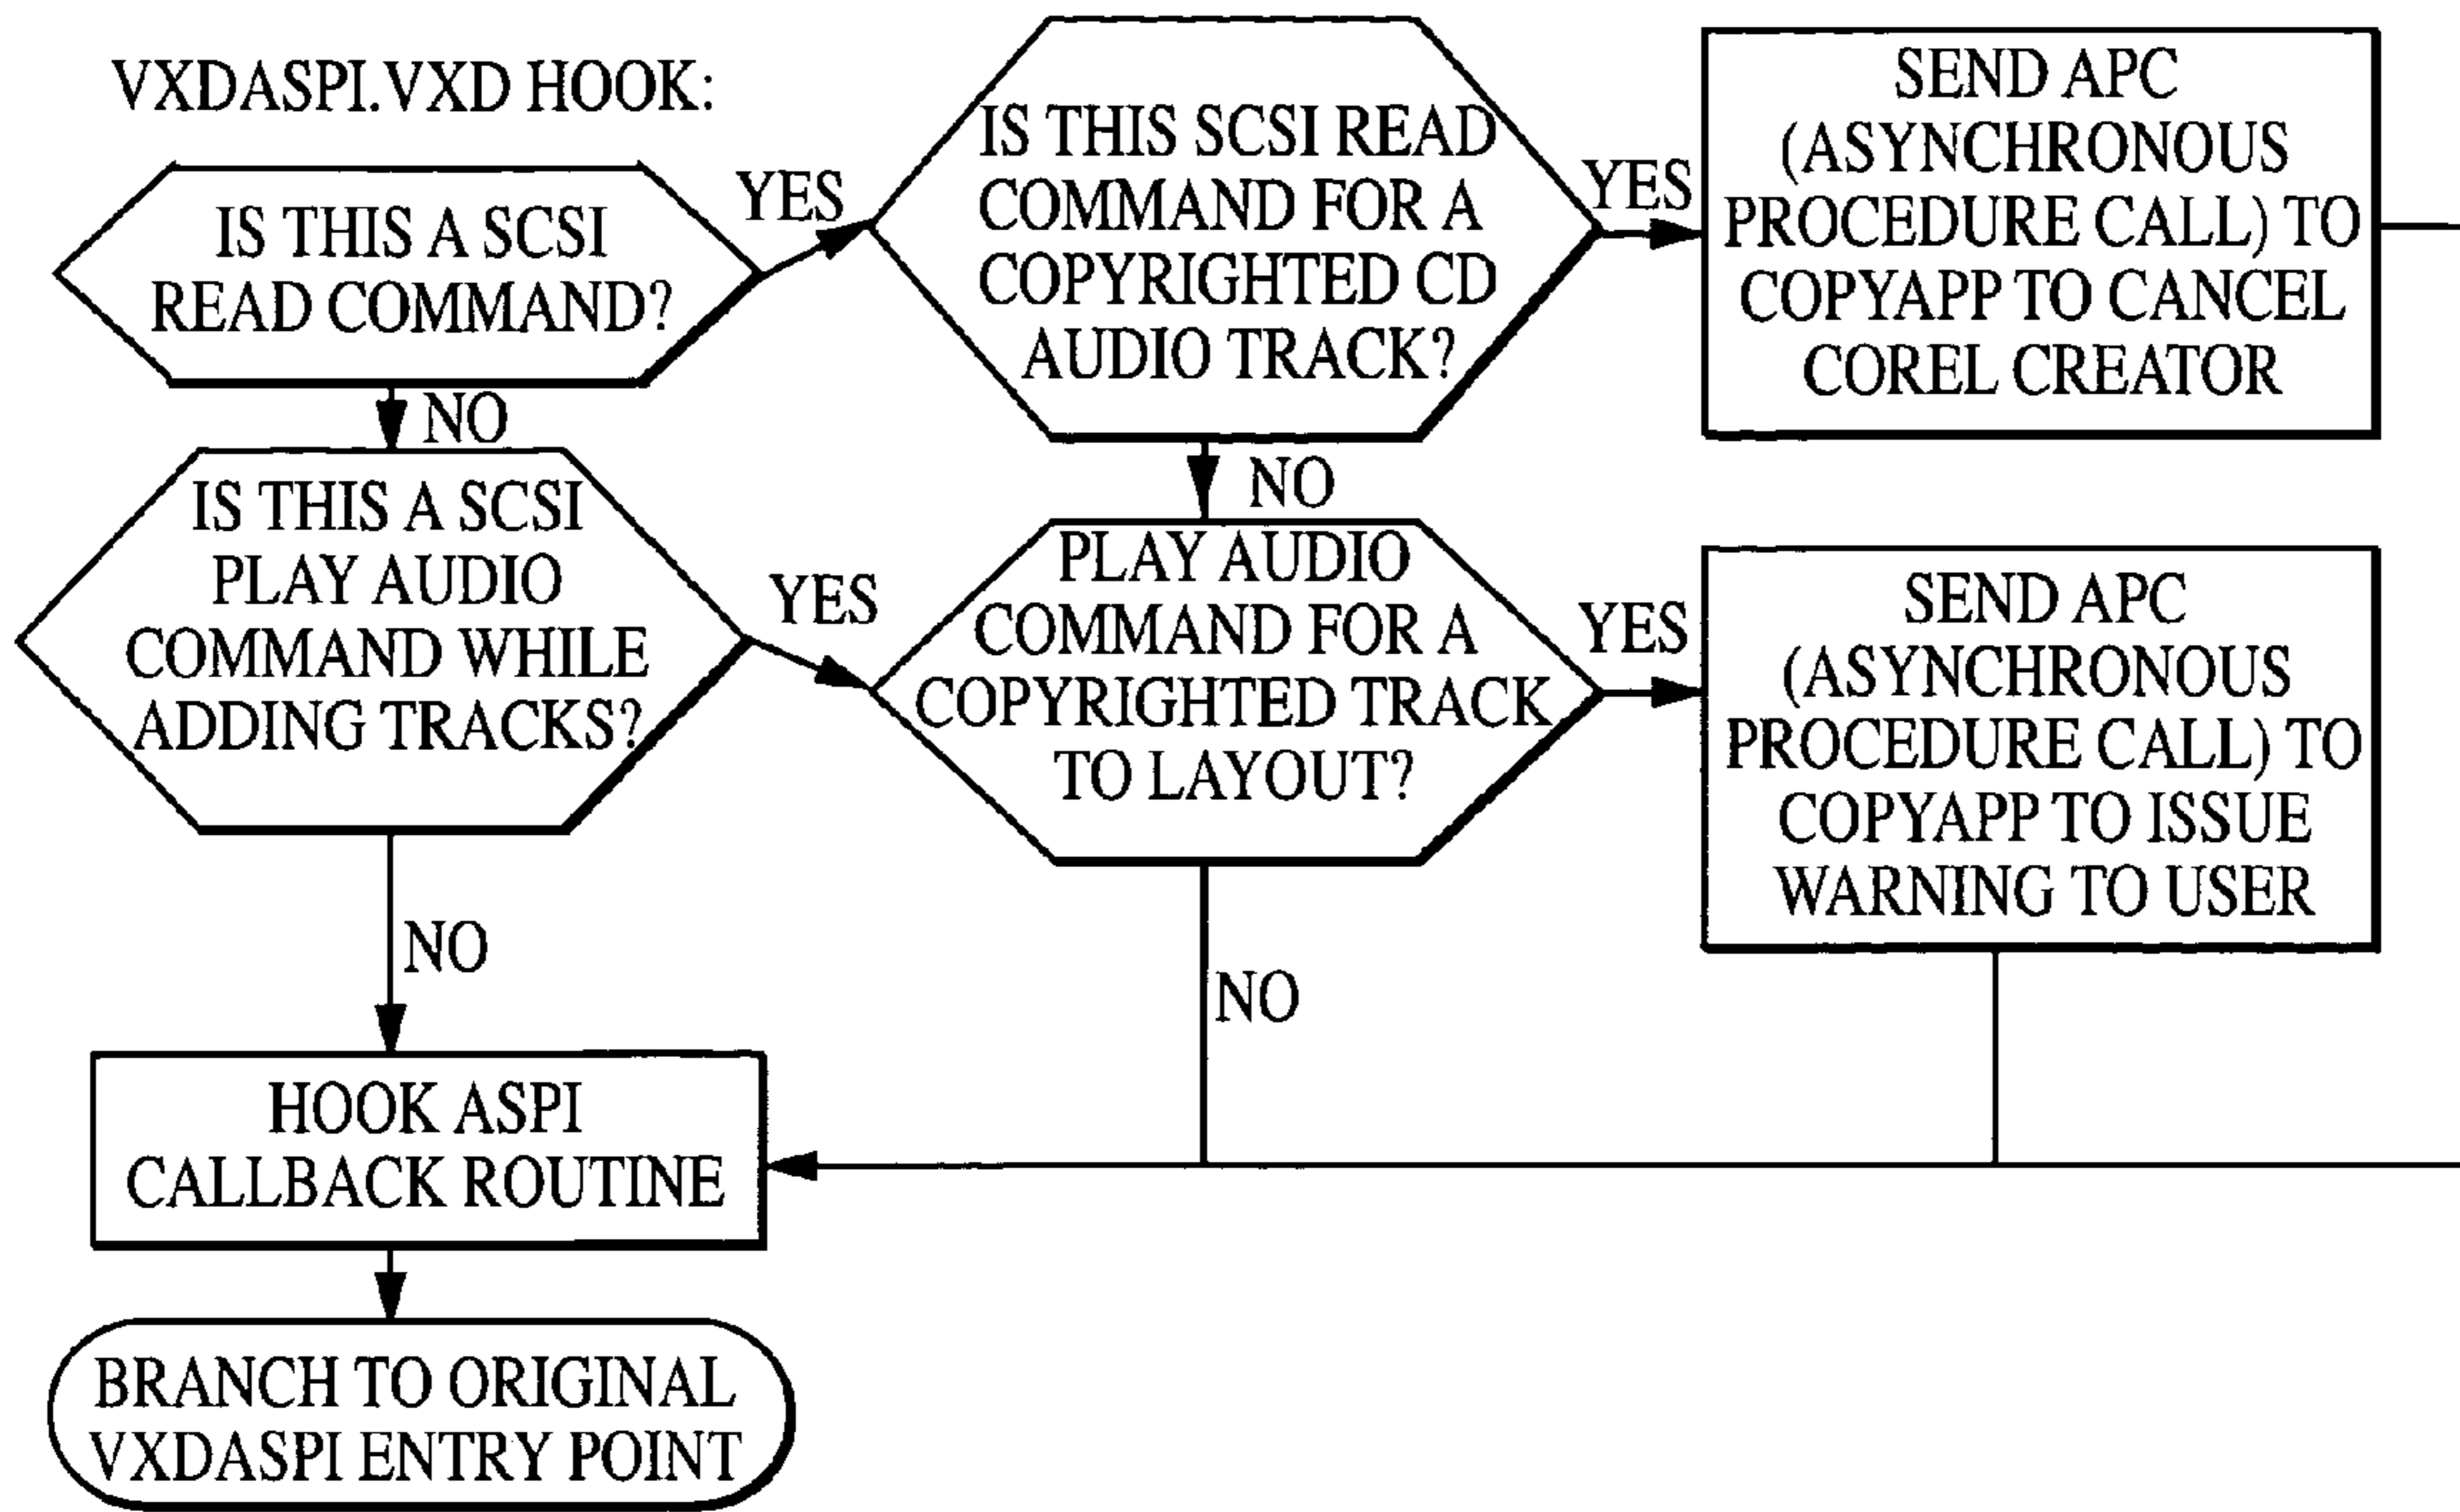 VXDASPI.VXD HOOK:
IS THIS A SCSI
READ COMMAND?
YES
IS THIS SCSI READ
COMMAND FOR A
COPYRIGHTED CD
AUDIO TRACK?
YES
SEND APC
(ASYNCHRONOUS
PROCEDURE CALL) TO
COPYAPP TO CANCEL
COREL CREATOR
NO
NO
IS THIS A SCSI
PLAY AUDIO
COMMAND WHILE
ADDING TRACKS?
YES
PLAY AUDIO
COMMAND FOR A
COPYRIGHTED TRACK
TO LAYOUT?
YES
SEND APC
(ASYNCHRONOUS
PROCEDURE CALL) TO
COPYAPP TO ISSUE
WARNING TO USER
NO
NO
HOOK ASPI
CALLBACK ROUTINE
BRANCH TO ORIGINAL
VXDASPI ENTRY POINT